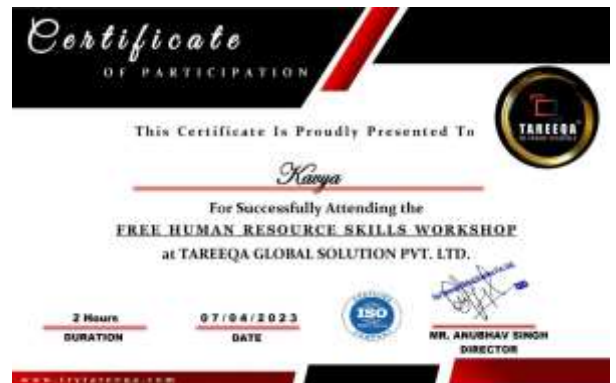 Certificate
OF PARTICIPATION
TAREEQA
This Certificate Is Proudly Presented To
Kavya
For Successfully Attending the
FREE HUMAN RESOURCE SKILLS WORKSHOP
at TAREEQA GLOBAL SOLUTION PVT. LTD.
2 Hours
DURATION
07/04/2023
DATE
ISO
MR. ANUBHAV SINGH
DIRECTOR